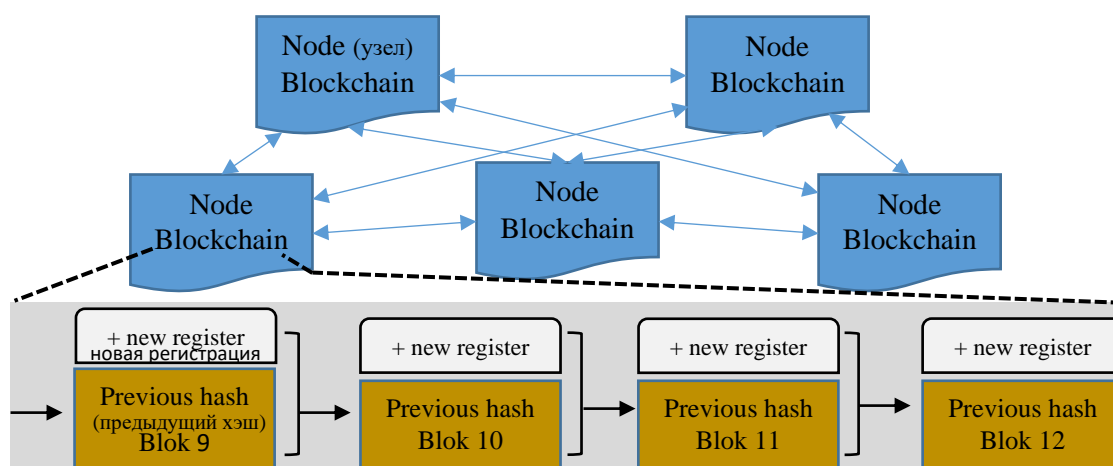 Node (узел)
Blockchain
Node
Blockchain
Node
Blockchain
Node
Blockchain
Node
Blockchain
+ new register
новая регистрация
Previous hash
(предыдущий хэш)
Blok 9
+ new register
Previous hash
Blok 10
+ new register
Previous hash
Blok 11
+ new register
Previous hash
Blok 12